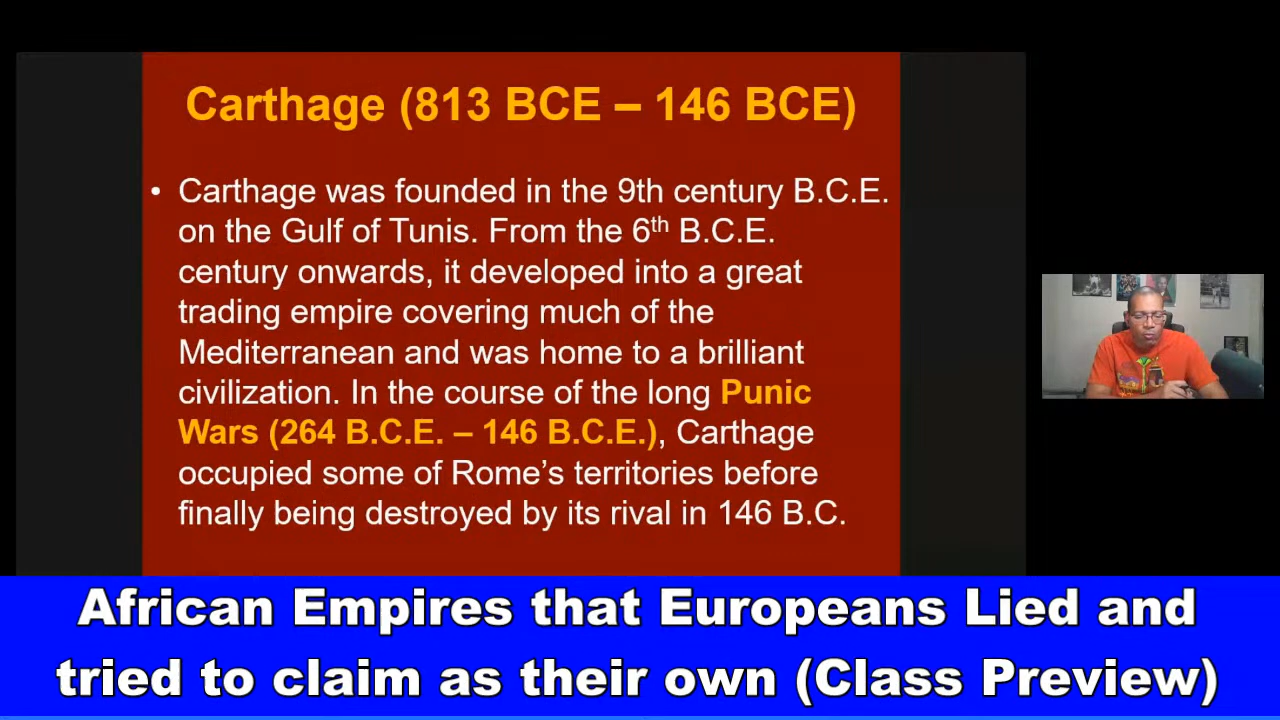 Carthage (813 BCE – 146 BCE)
• Carthage was founded in the 9th century B.C.E.
on the Gulf of Tunis. From the 6th B.C.E.
century onwards, it developed into a great
trading empire covering much of the
Mediterranean and was home to a brilliant
civilization. In the course of the long Punic
Wars (264 B.C.E. – 146 B.C.E.), Carthage
occupied some of Rome’s territories before
finally being destroyed by its rival in 146 B.C.
African Empires that Europeans Lied and
tried to claim as their own (Class Preview)